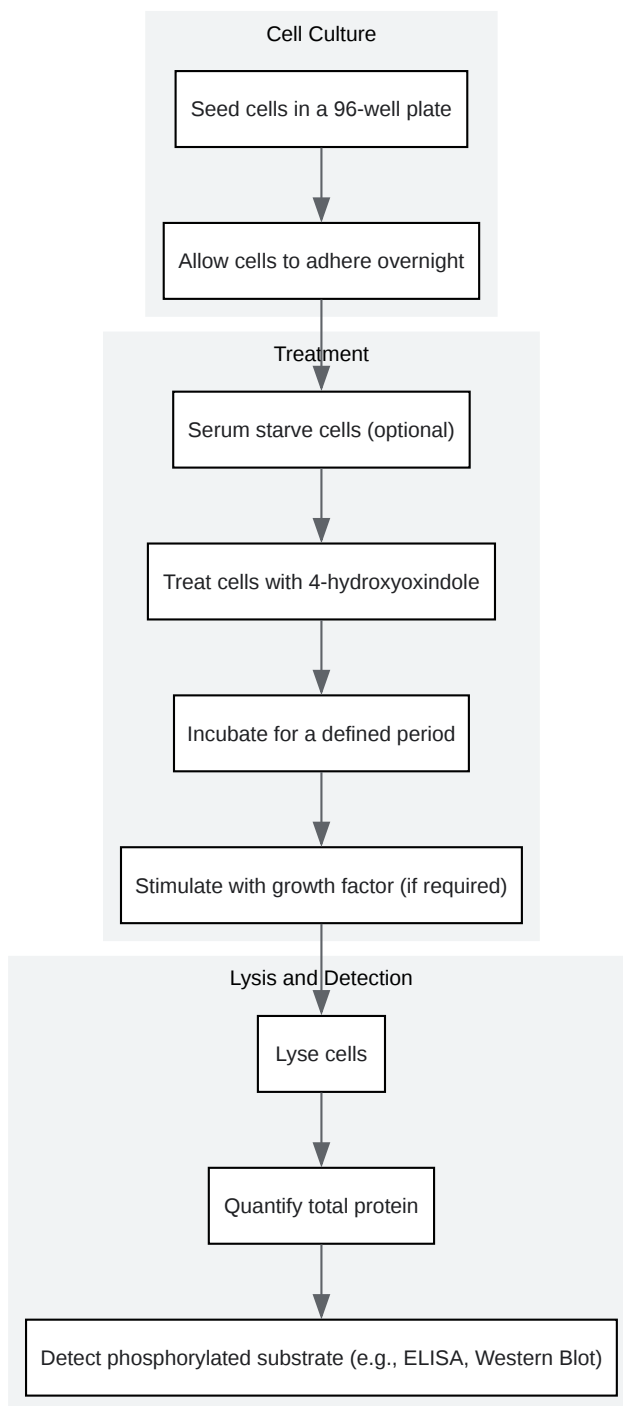 Cell Culture
Seed cells in a 96-well plate
Allow cells to adhere overnight
Treatment
Serum starve cells (optional)
Treat cells with 4-hydroxyoxindole
Incubate for a defined period
Stimulate with growth factor (if required)
Lysis and Detection
Lyse cells
Quantify total protein
Detect phosphorylated substrate (e.g., ELISA, Western Blot)